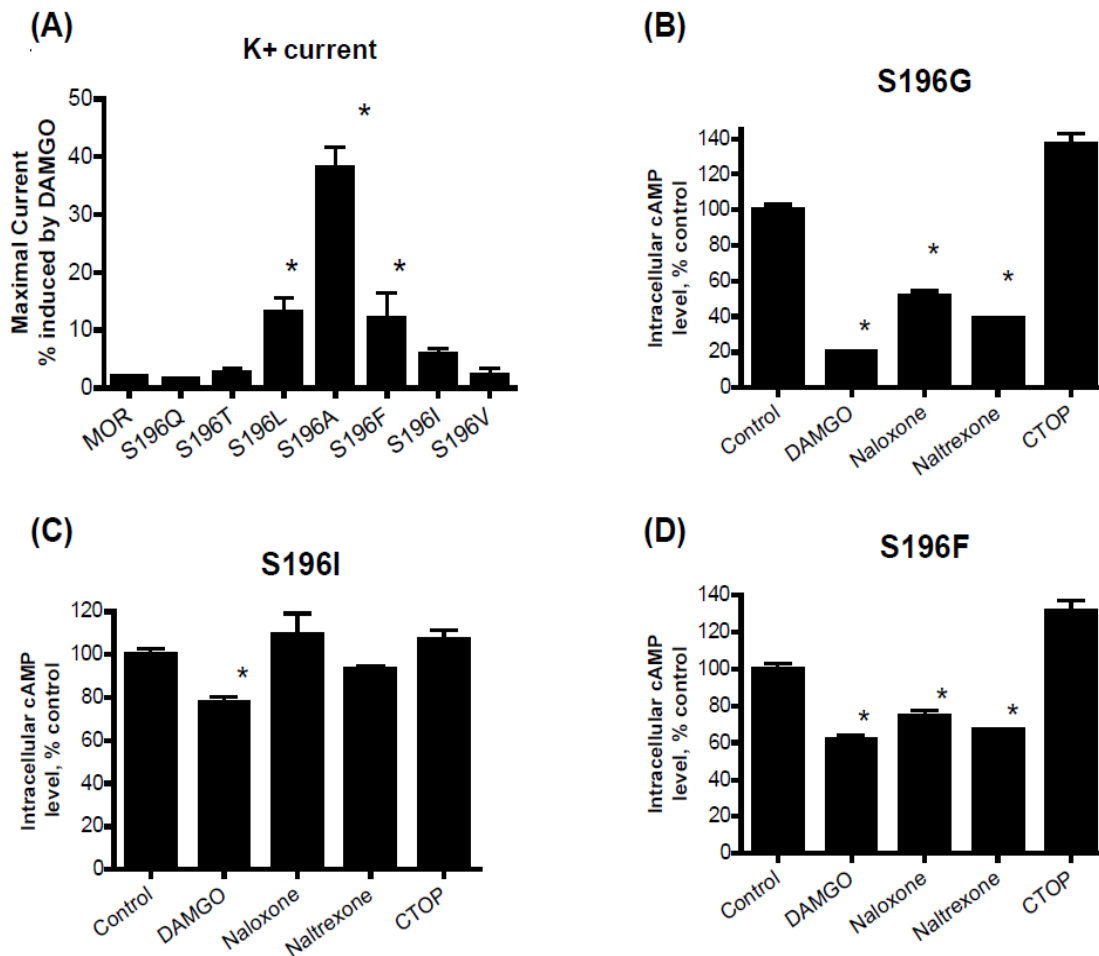 (A)
K+ current
Maximal Current
% induced by DAMGO
50
40
30
20
10
0
*
*
*
MOR
S196Q
S196T
S196L
S196A
S196F
S196I
S196V
(B)
S196G
Intracellular cAMP
level, % control
140
120
100
80
60
40
20
0
*
*
*
Control
DAMGO
Naloxone
Naltrexone
CTOP
(C)
S196I
Intracellular cAMP
level, % control
120
100
80
60
40
20
0
*
Control
DAMGO
Naloxone
Naltrexone
CTOP
(D)
S196F
Intracellular cAMP
level, % control
140
120
100
80
60
40
20
0
*
*
*
Control
DAMGO
Naloxone
Naltrexone
CTOP